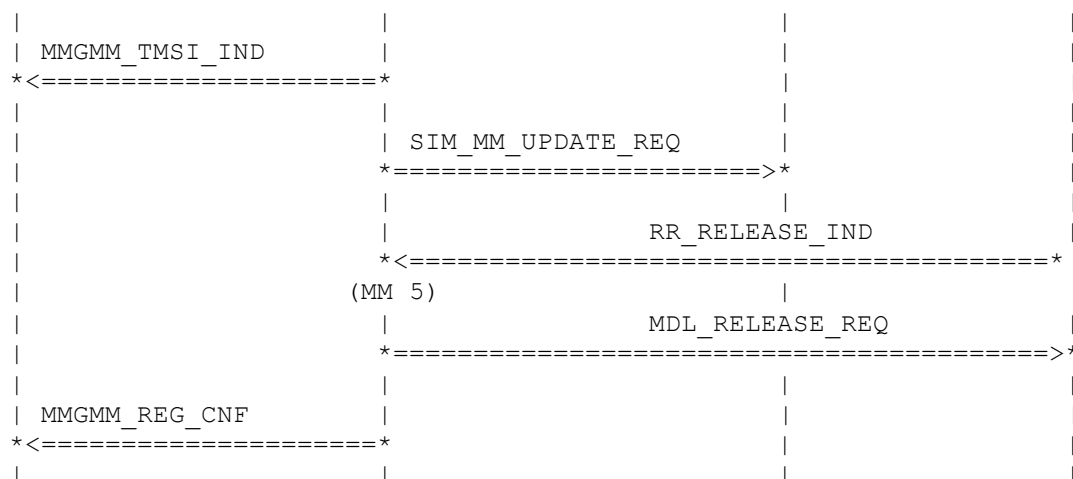 MMGMM_TMSI_IND
SIM_MM_UPDATE_REQ
RR_RELEASE_IND
(MM 5)
MDL_RELEASE_REQ
MMGMM_REG_CNF